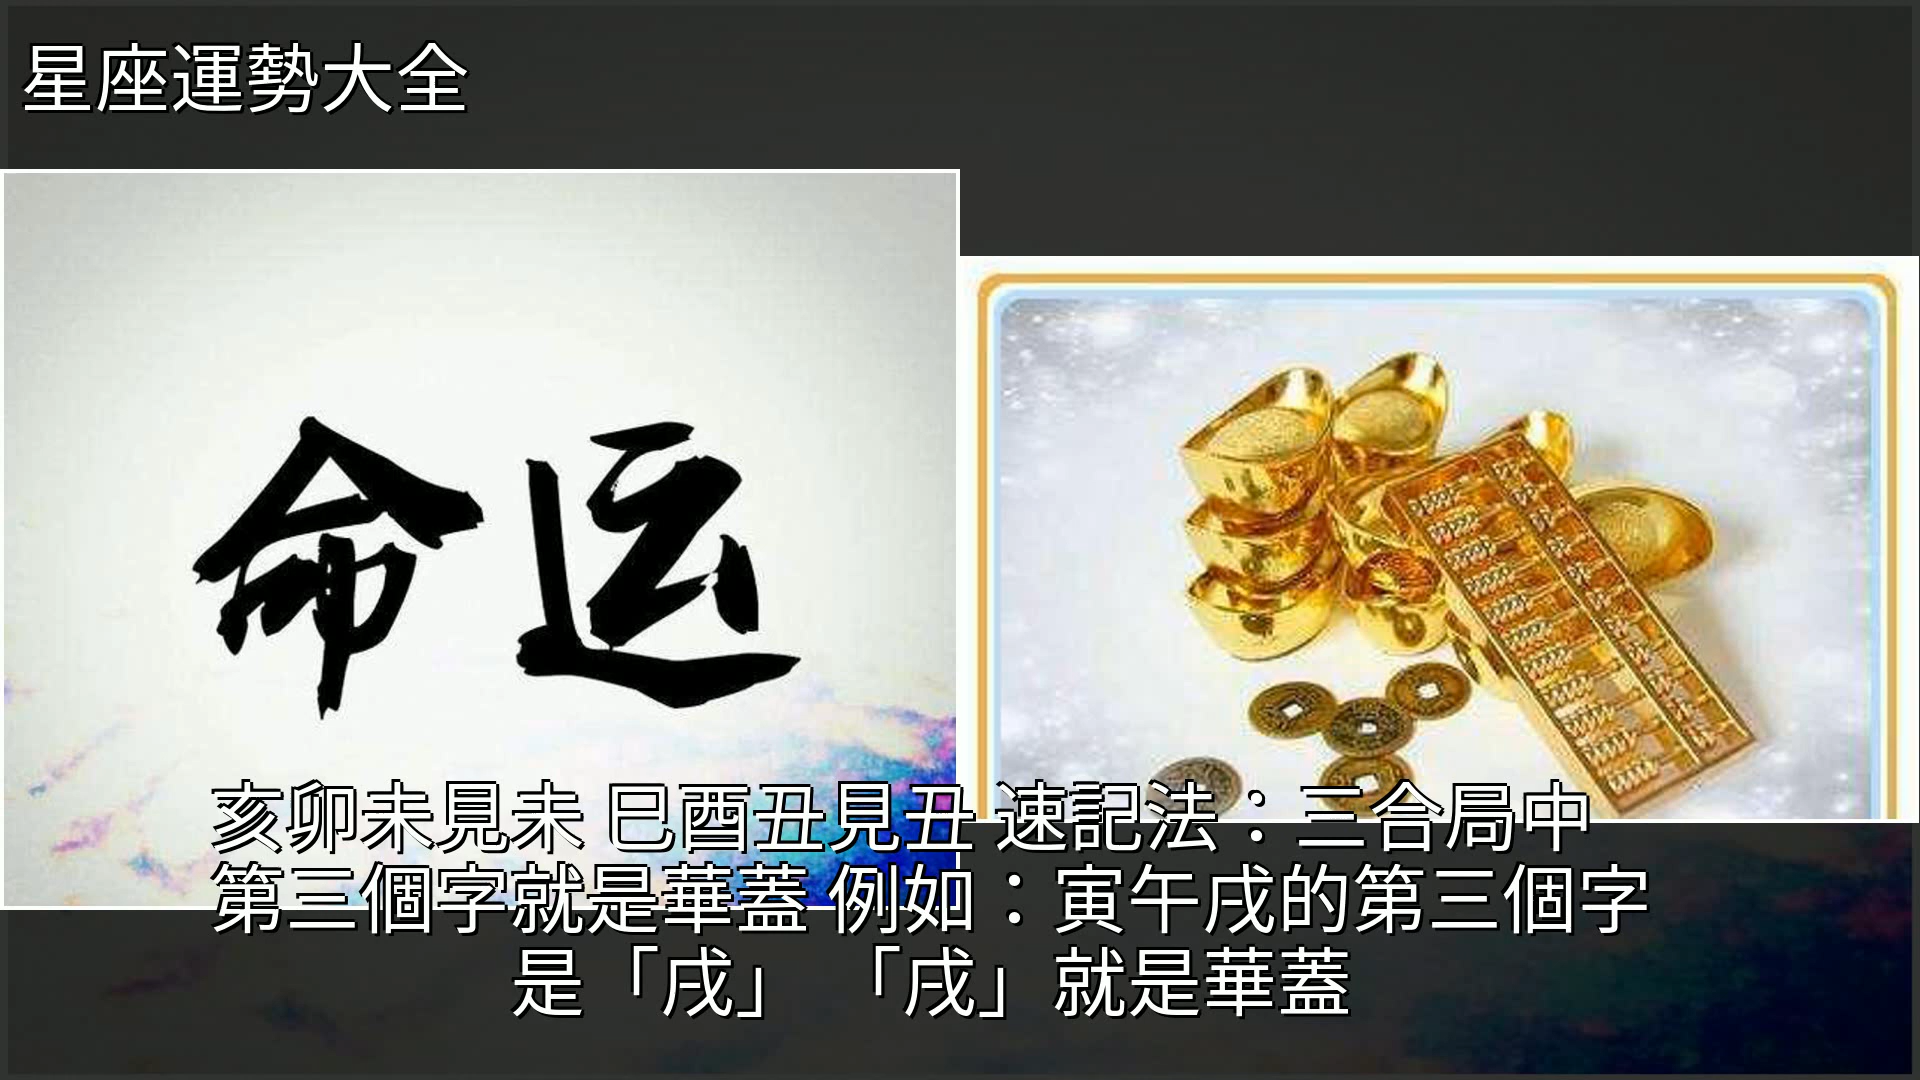 星座運勢大全
命运
亥卯未見未 巳酉丑見丑 速記法：三合局中
第三個字就是華蓋 例如：寅午戌的第三個字
是「戌」 「戌」就是華蓋